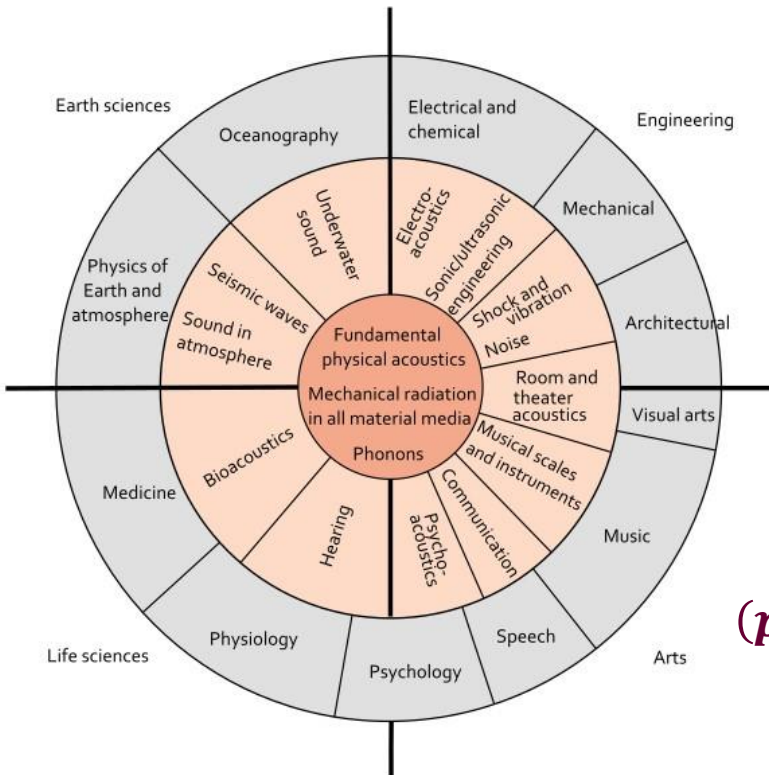 Earth sciences
Engineering
Oceanography
Electrical and
chemical
Mechanical
Physics of
Earth and
atmosphere
Architectural
Underwater
sound
Electro-
acoustics
Sonic/ultrasonic
engineering
Seismic waves
Sound in
atmosphere
Shock and
vibration
Noise
Fundamental
physical acoustics
Mechanical radiation
in all material media
Phonons
Room and
theater
acoustics
Visual arts
Bioacoustics
Musical scales
and instruments
Medicine
Hearing
Psycho-
acoustics
Communication
Music
Physiology
Psychology
Speech
Life sciences
Arts
(p